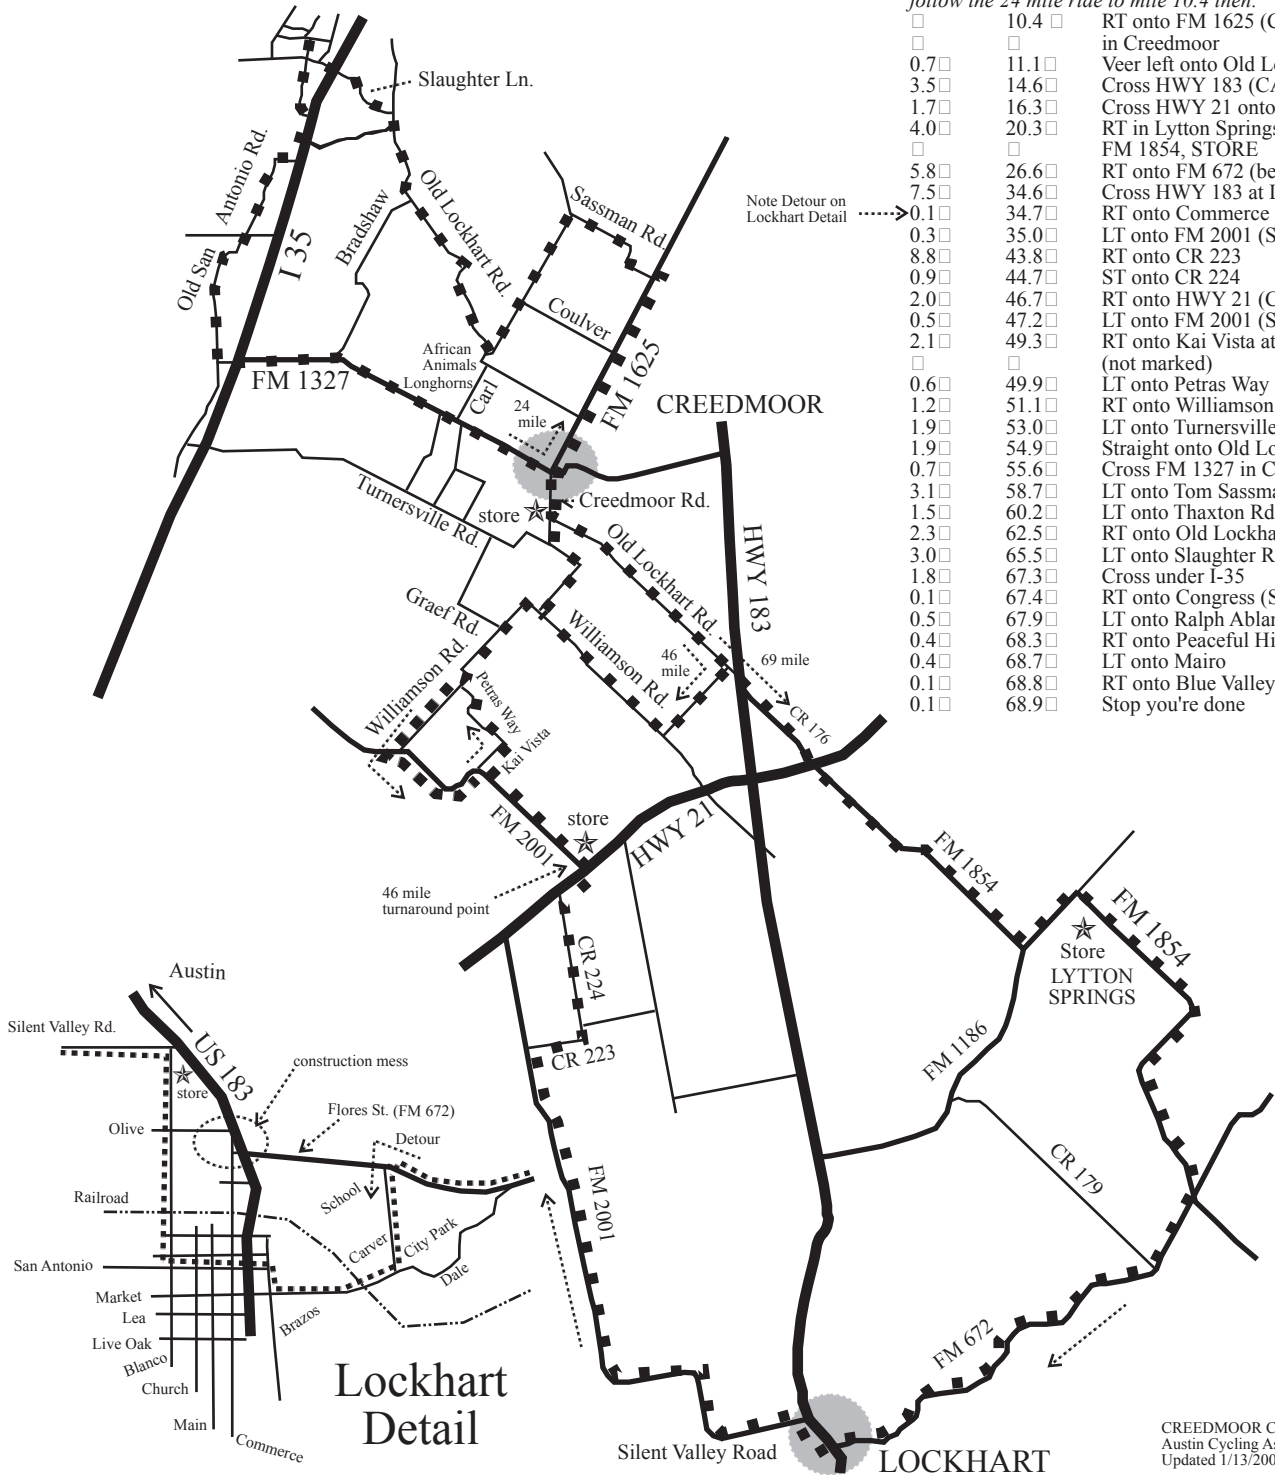 follow the 24 mile ride to mile 10.4 then:
10.4 RT onto FM 1625 (C
in Creedmoor
0.7 11.1 Veer left onto Old L
3.5 14.6 Cross HWY 183 (CA
1.7 16.3 Cross HWY 21 onto
4.0 20.3 RT in Lytton Springs
FM 1854, STORE
5.8 26.6 RT onto FM 672 (be
7.5 34.6 Cross HWY 183 at L
0.1 34.7 RT onto Commerce
0.3 35.0 LT onto FM 2001 (S
8.8 43.8 RT onto CR 223
0.9 44.7 ST onto CR 224
2.0 46.7 RT onto HWY 21 (C
0.5 47.2 LT onto FM 2001 (S
2.1 49.3 RT onto Kai Vista at
(not marked)
0.6 49.9 LT onto Petras Way
1.2 51.1 RT onto Williamson
1.9 53.0 LT onto Turnersville
1.9 54.9 Straight onto Old Lo
0.7 55.6 Cross FM 1327 in C
3.1 58.7 LT onto Tom Sassma
1.5 60.2 LT onto Thaxton Rd
2.3 62.5 RT onto Old Lockha
3.0 65.5 LT onto Slaughter R
1.8 67.3 Cross under I-35
0.1 67.4 RT onto Congress (S
0.5 67.9 LT onto Ralph Ablan
0.4 68.3 RT onto Peaceful Hi
0.4 68.7 LT onto Mairo
0.1 68.8 RT onto Blue Valley
0.1 68.9 Stop you're done
Note Detour on
Lockhart Detail
Slaughter Ln.
Old San Antonio Rd.
I 35
Bradshaw
Old Lockhart Rd.
Sassman Rd.
Coulver
African
Animals
Longhorns
Carl
FM 1327
FM 1625
24
mile
CREEDMOOR
Creedmoor Rd.
store
Turnersville Rd.
Old Lockhart Rd.
HWY 183
Graef Rd.
Williamson Rd.
Williamson Rd.
46
mile
69 mile
Petras Way
Kai Vista
CR 176
FM 2001
store
HWY 21
46 mile
turnaround point
FM 1854
FM 1854
Store
LYTTON
SPRINGS
CR 224
CR 223
FM 1186
CR 179
FM 2001
FM 672
Silent Valley Road
LOCKHART
Austin
Silent Valley Rd.
US 183
store
construction mess
Olive
Flores St. (FM 672)
Detour
School
Railroad
Carver
City Park
San Antonio
Dale
Market
Brazos
Lea
Live Oak
Blanco
Church
Main
Commerce
Lockhart
Detail
CREEDMOOR C
Austin Cycling As
Updated 1/13/200